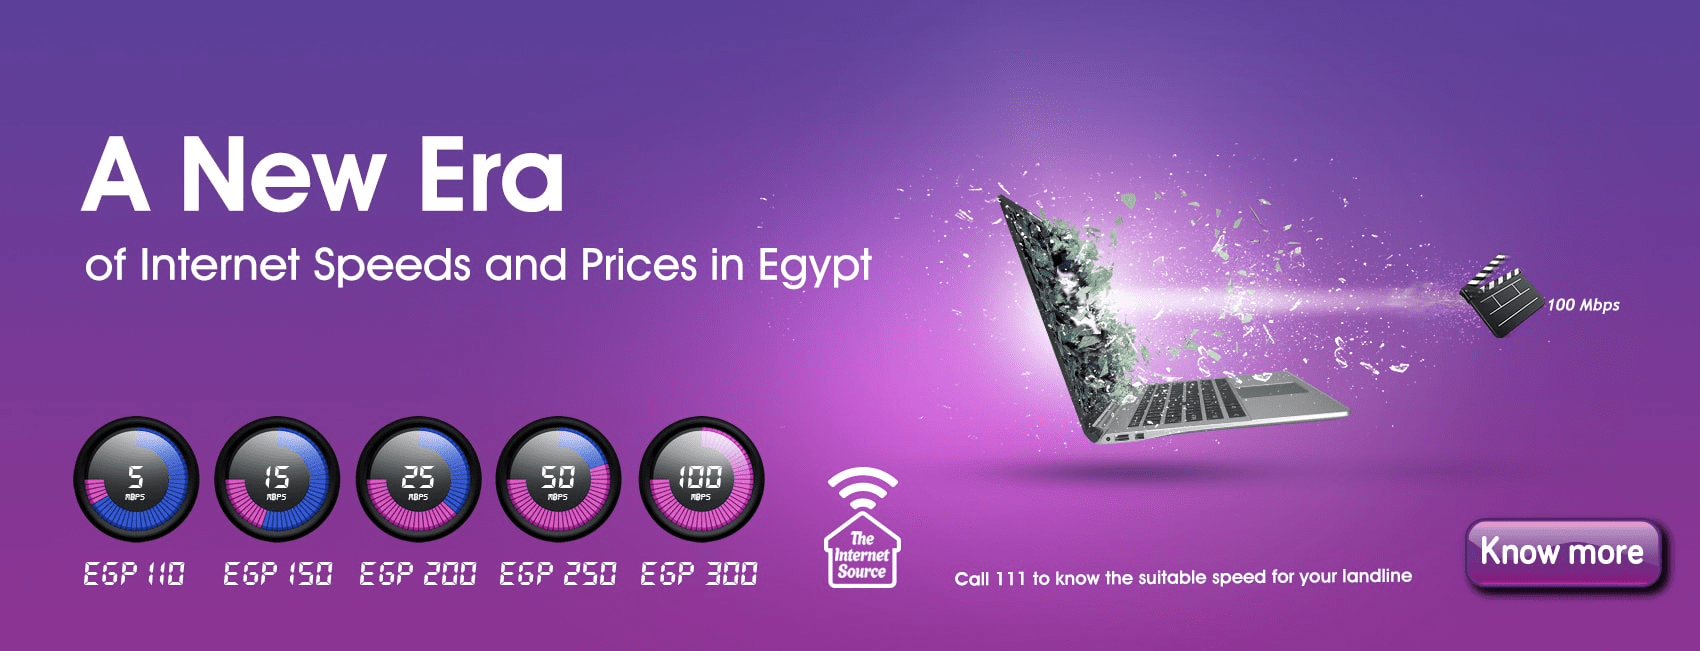 A New Era
of Internet Speeds and Prices in Egypt
100 Mbps
5
MBPS
15
MBPS
25
MBPS
50
MBPS
100
MBPS
EGP 110
EGP 150
EGP 200
EGP 250
EGP 300
The
Internet
Source
Call 111 to know the suitable speed for your landline
Know more